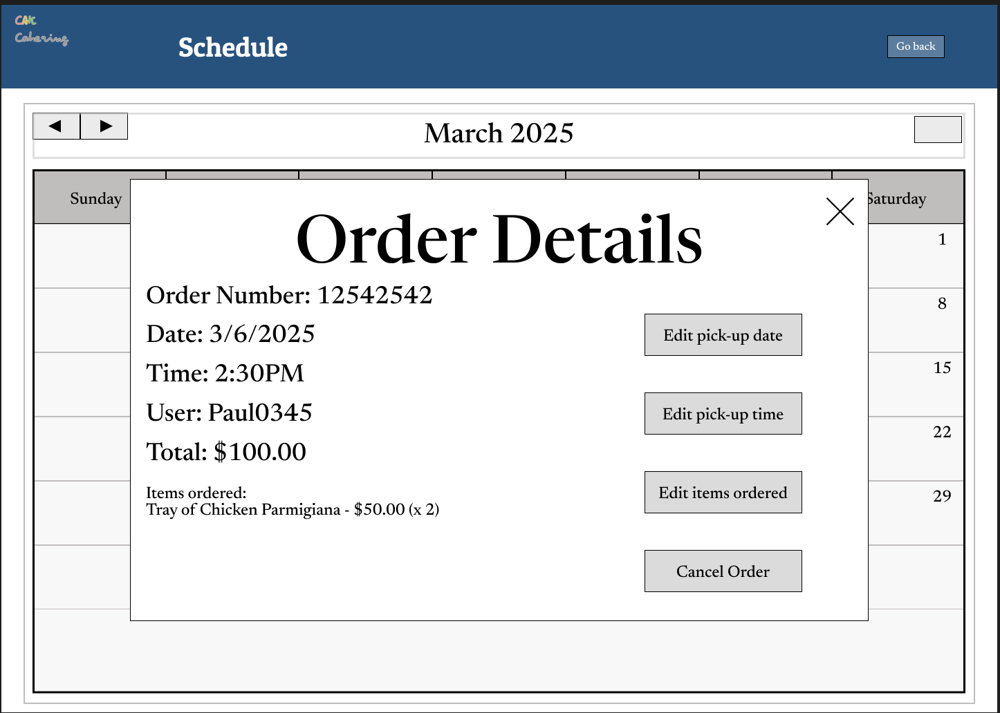 CAK
Catering
Schedule
Go back
March 2025
Sunday
Saturday
Order Details
Order Number: 12542542
Date: 3/6/2025
Time: 2:30PM
User: Paul0345
Total: $100.00
Items ordered:
Tray of Chicken Parmigiana - $50.00 (x 2)
Edit pick-up date
Edit pick-up time
Edit items ordered
Cancel Order
1
8
15
22
29